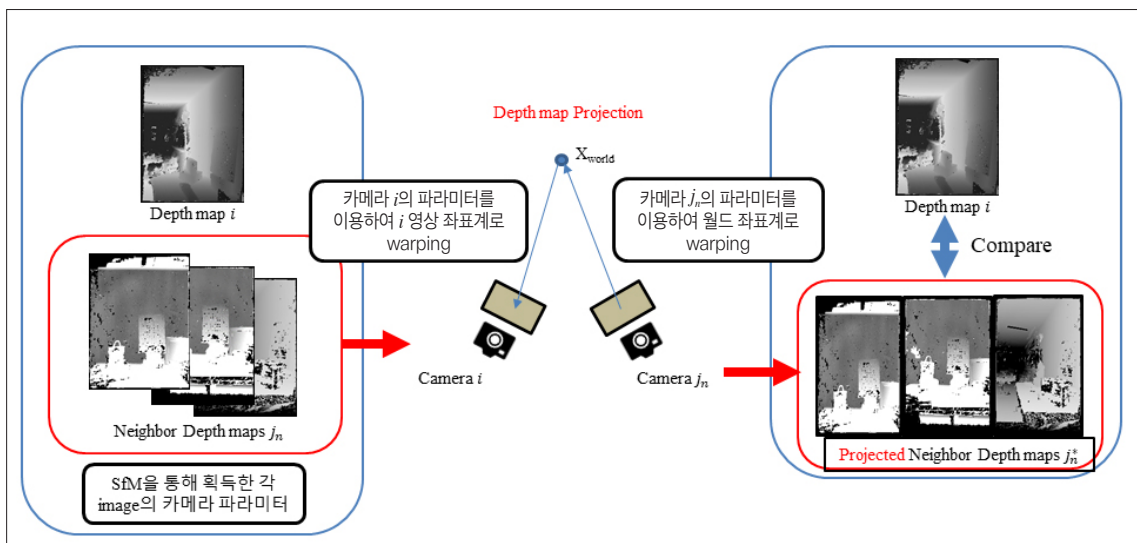 Depth map i
Neighbor Depth maps jₙ
SfM을 통해 획득한 각
image의 카메라 파라미터
Depth map Projection
X_world
카메라 i의 파라미터를
이용하여 i 영상 좌표계로
warping
카메라 jₙ의 파라미터를
이용하여 월드 좌표계로
warping
Camera i
Camera jₙ
Depth map i
Compare
Projected Neighbor Depth maps jₙ*